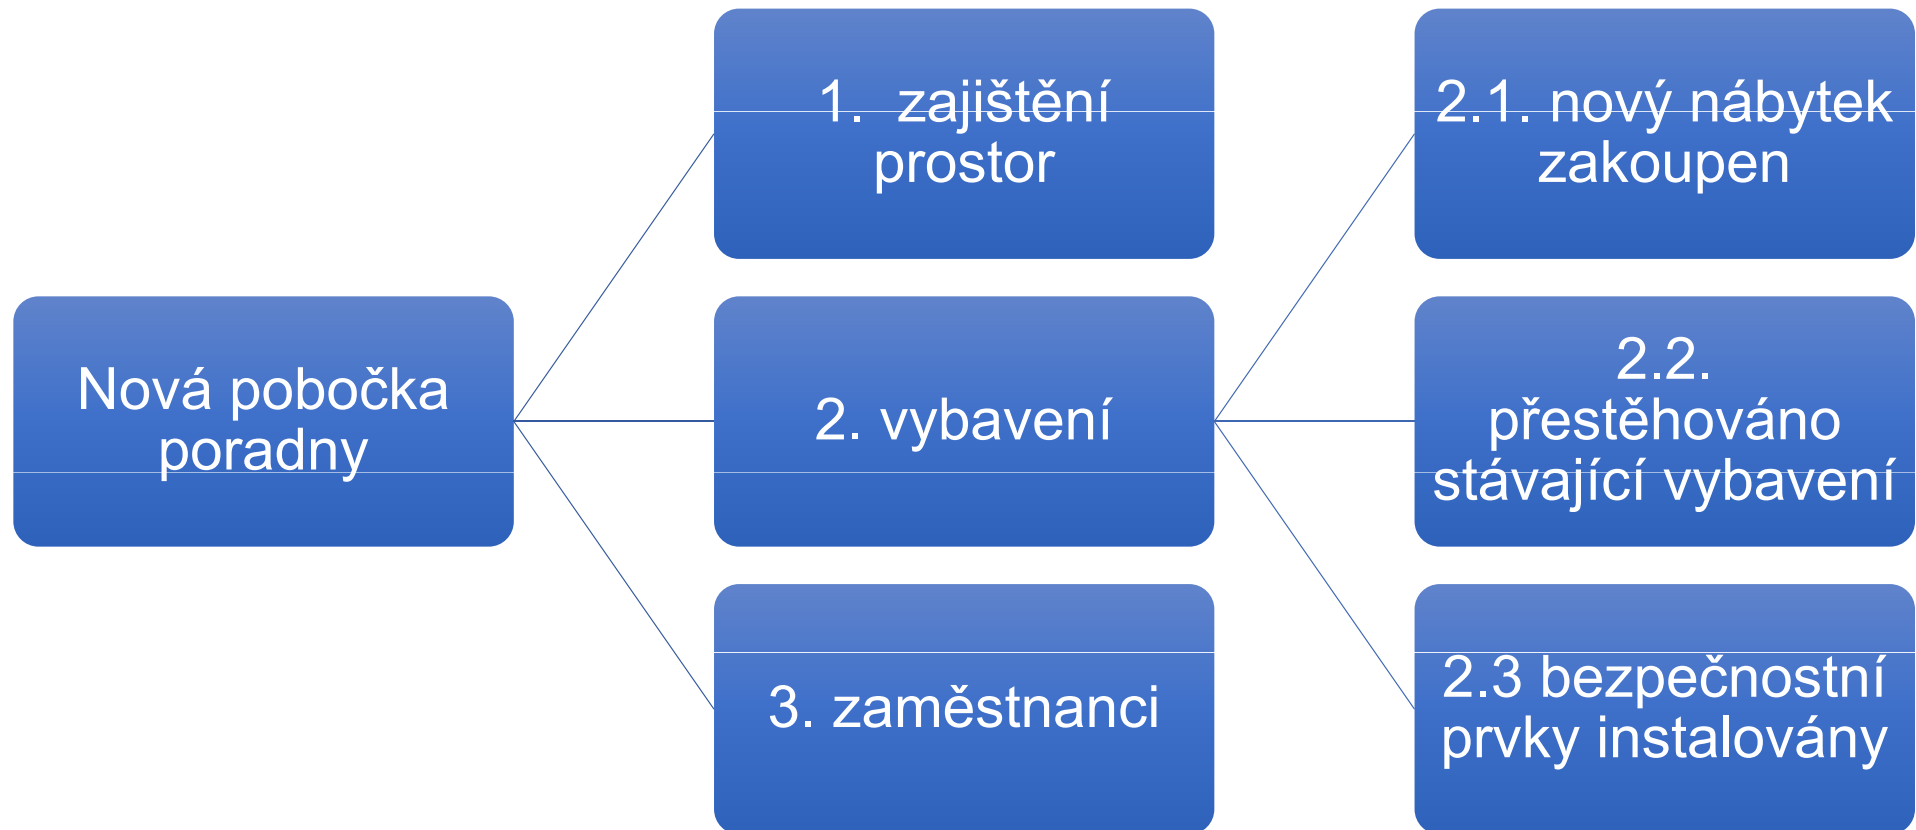 Nová pobočka
poradny
1. zajištění
prostor
2. vybavení
3. zaměstnanci
2.1. nový nábytek
zakoupen
2.2.
přestěhováno
stávající vybavení
2.3 bezpečnostní
prvky instalovány